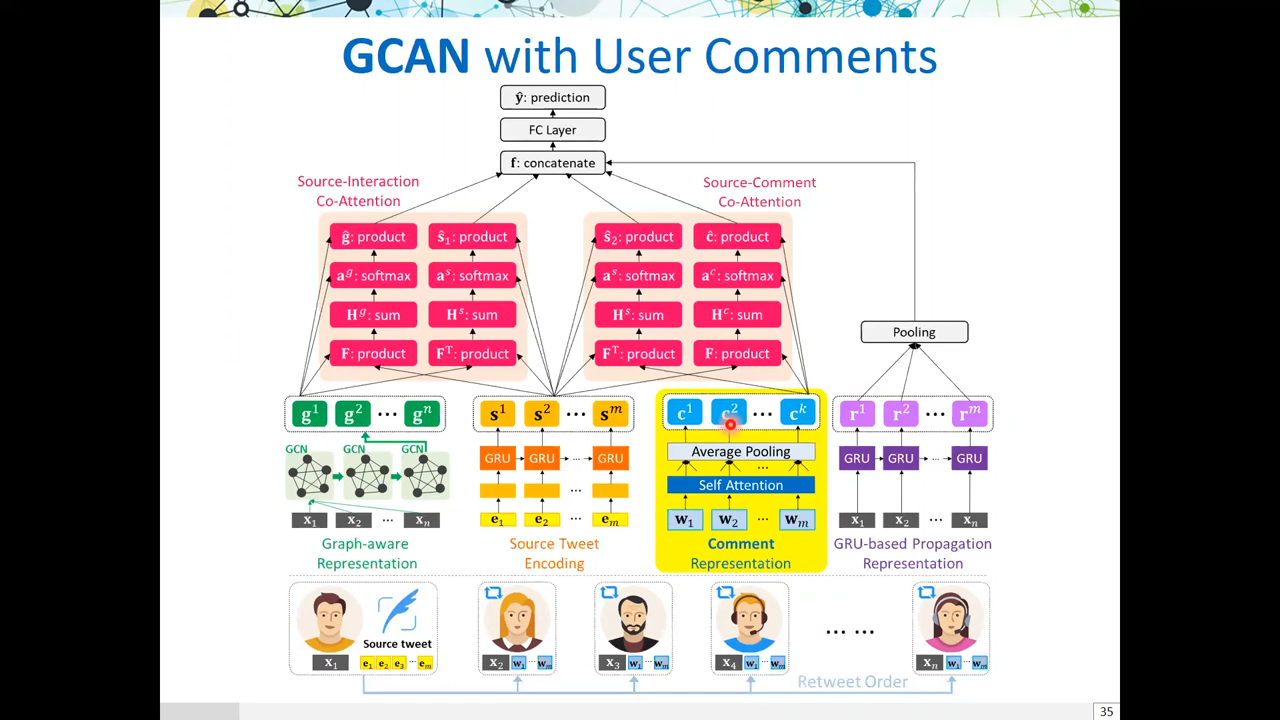 GCAN with User Comments
ŷ: prediction
FC Layer
f: concatenate
Source-Interaction
Co-Attention
Source-Comment
Co-Attention
ĝ: product
ŝ₁: product
ŝ₂: product
ĉ: product
aᵍ: softmax
aˢ: softmax
aˢ: softmax
aᶜ: softmax
Hᵍ: sum
Hˢ: sum
Hˢ: sum
Hᶜ: sum
Pooling
F: product
Fᵀ: product
Fᵀ: product
F: product
g¹ g² ··· gⁿ
s¹ s² ··· sᵐ
c¹ c² ··· cᵏ
r¹ r² ··· rᵐ
GCN GCN GCN
GRU GRU ... GRU
Average Pooling
...
Self Attention
GRU GRU ... GRU
...
x₁ x₂ ... xₙ
e₁ e₂ ... eₘ
w₁ w₂ ... wₘ
x₁ x₂ ... xₙ
Graph-aware
Representation
Source Tweet
Encoding
Comment
Representation
GRU-based Propagation
Representation
Source tweet
··· ···
x₁ e₁ e₂ e₃ ... eₘ
x₂ w₁ ... wₘ
x₃ w₁ ... wₘ
x₄ w₁ ... wₘ
xₙ w₁ ... wₘ
Retweet Order
35